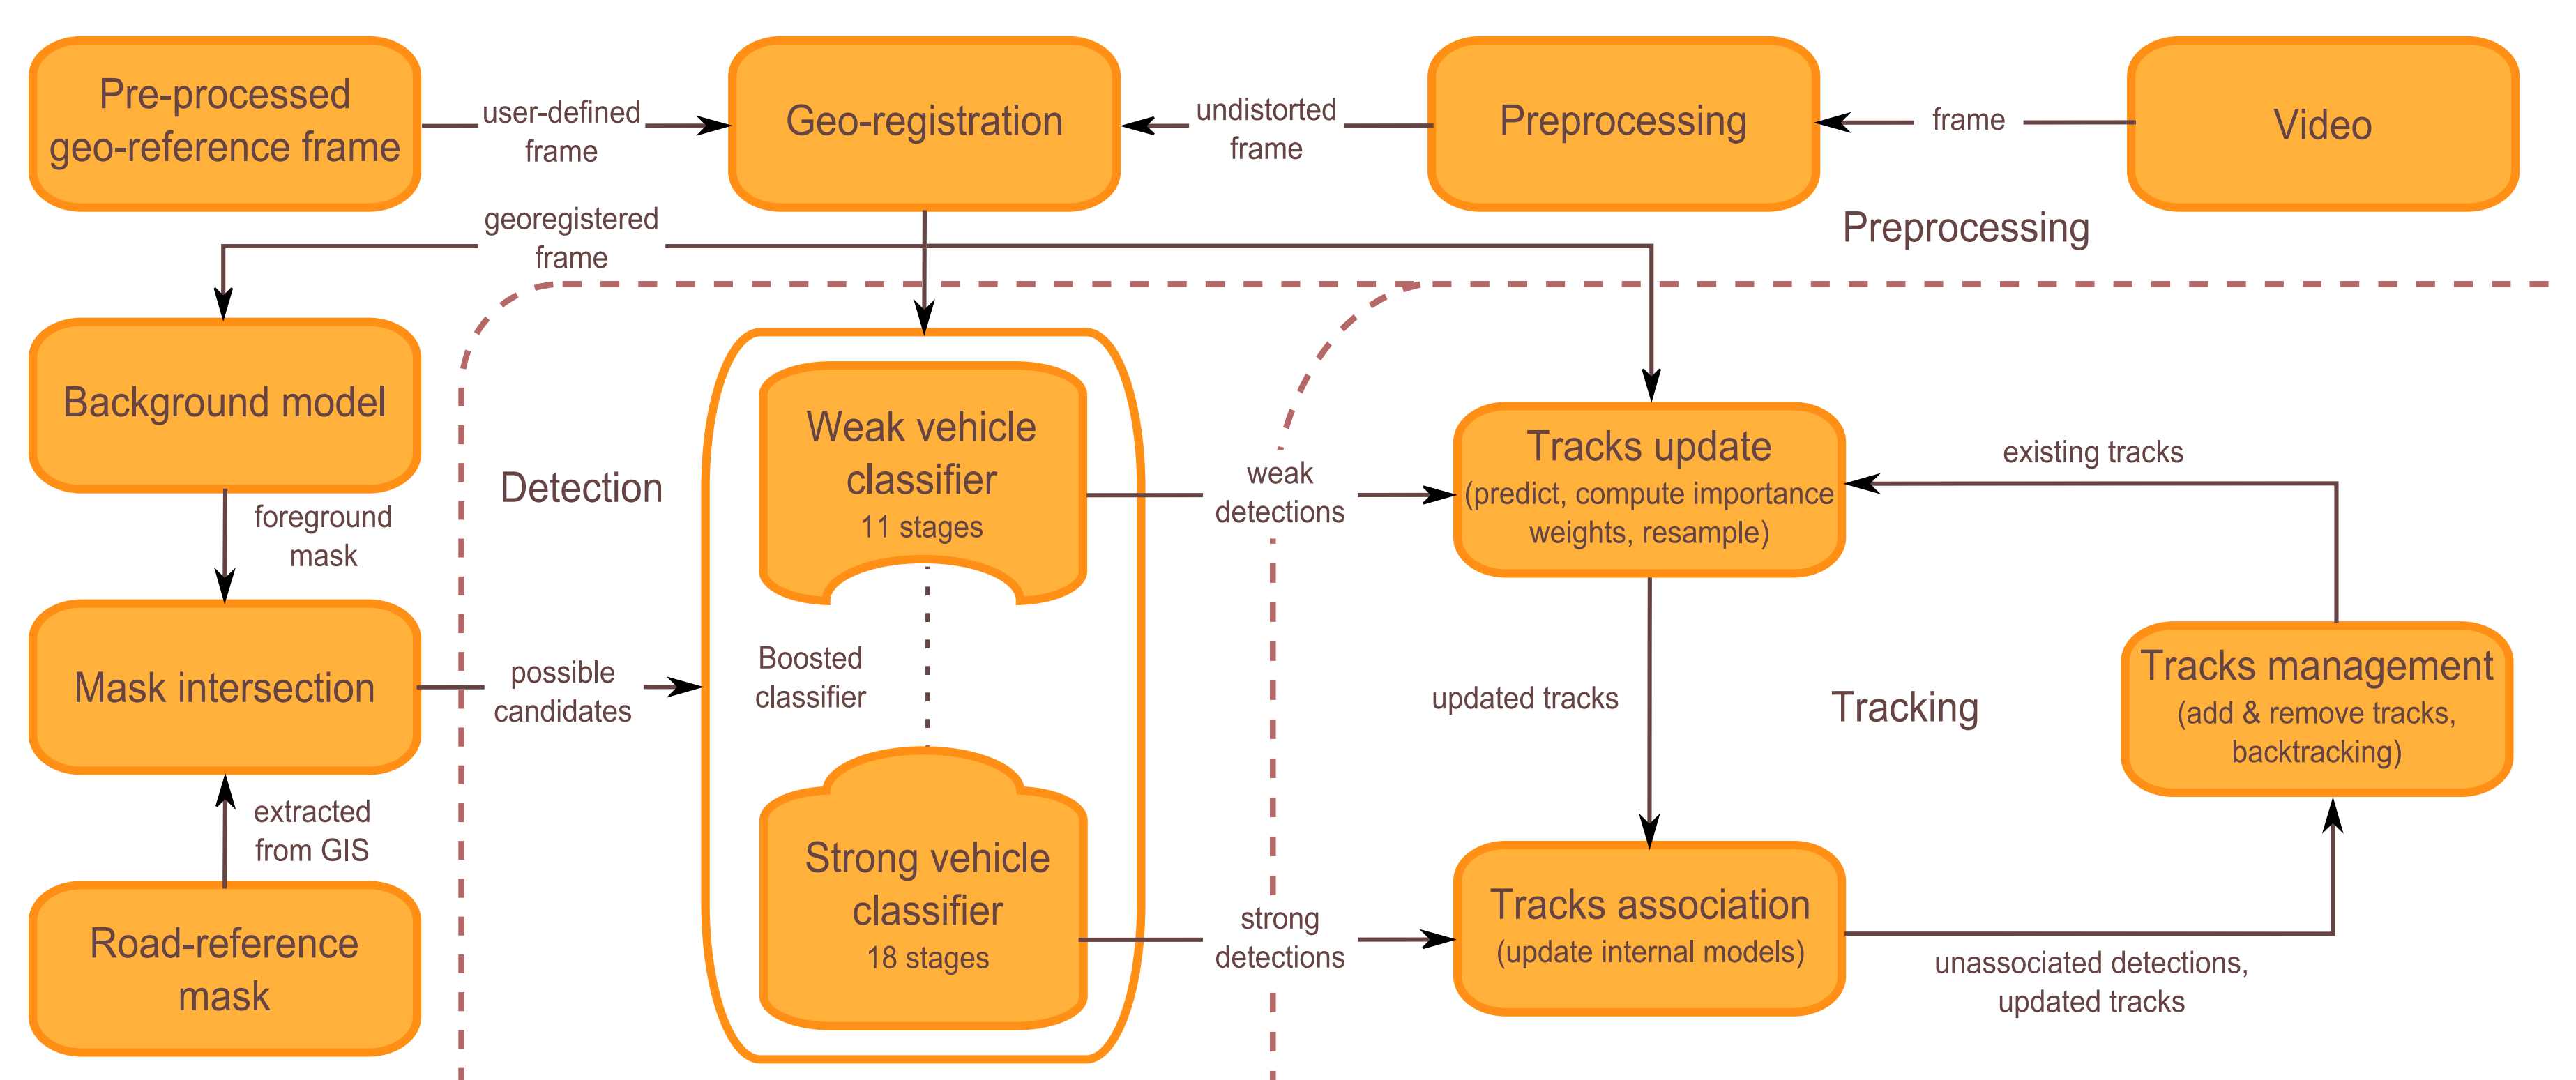 Pre-processed
geo-reference frame
user-defined
frame
Geo-registration
undistorted
frame
Preprocessing
frame
Video
georegistered
frame
Preprocessing
Background model
foreground
mask
Mask intersection
extracted
from GIS
Road-reference
mask
Detection
possible
candidates
Weak vehicle
classifier
11 stages
Boosted
classifier
Strong vehicle
classifier
18 stages
weak
detections
strong
detections
Tracks update
(predict, compute importance
weights, resample)
existing tracks
updated tracks
Tracking
Tracks management
(add & remove tracks,
backtracking)
Tracks association
(update internal models)
unassociated detections,
updated tracks